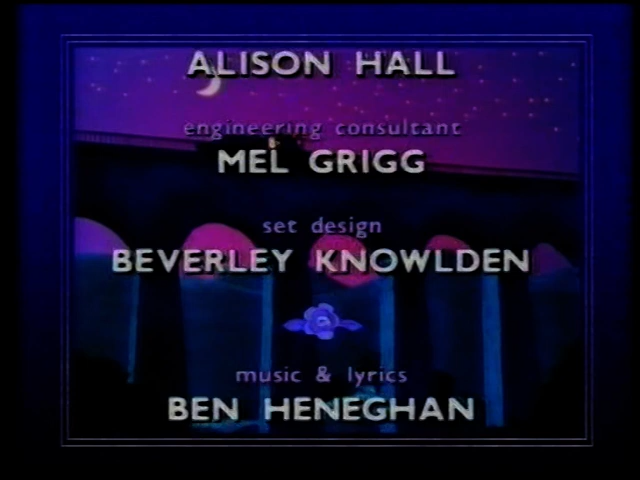 ALISON HALL
engineering consultant
MEL GRIGG
set design
BEVERLEY KNOWLDEN
music & lyrics
BEN HENEGHAN